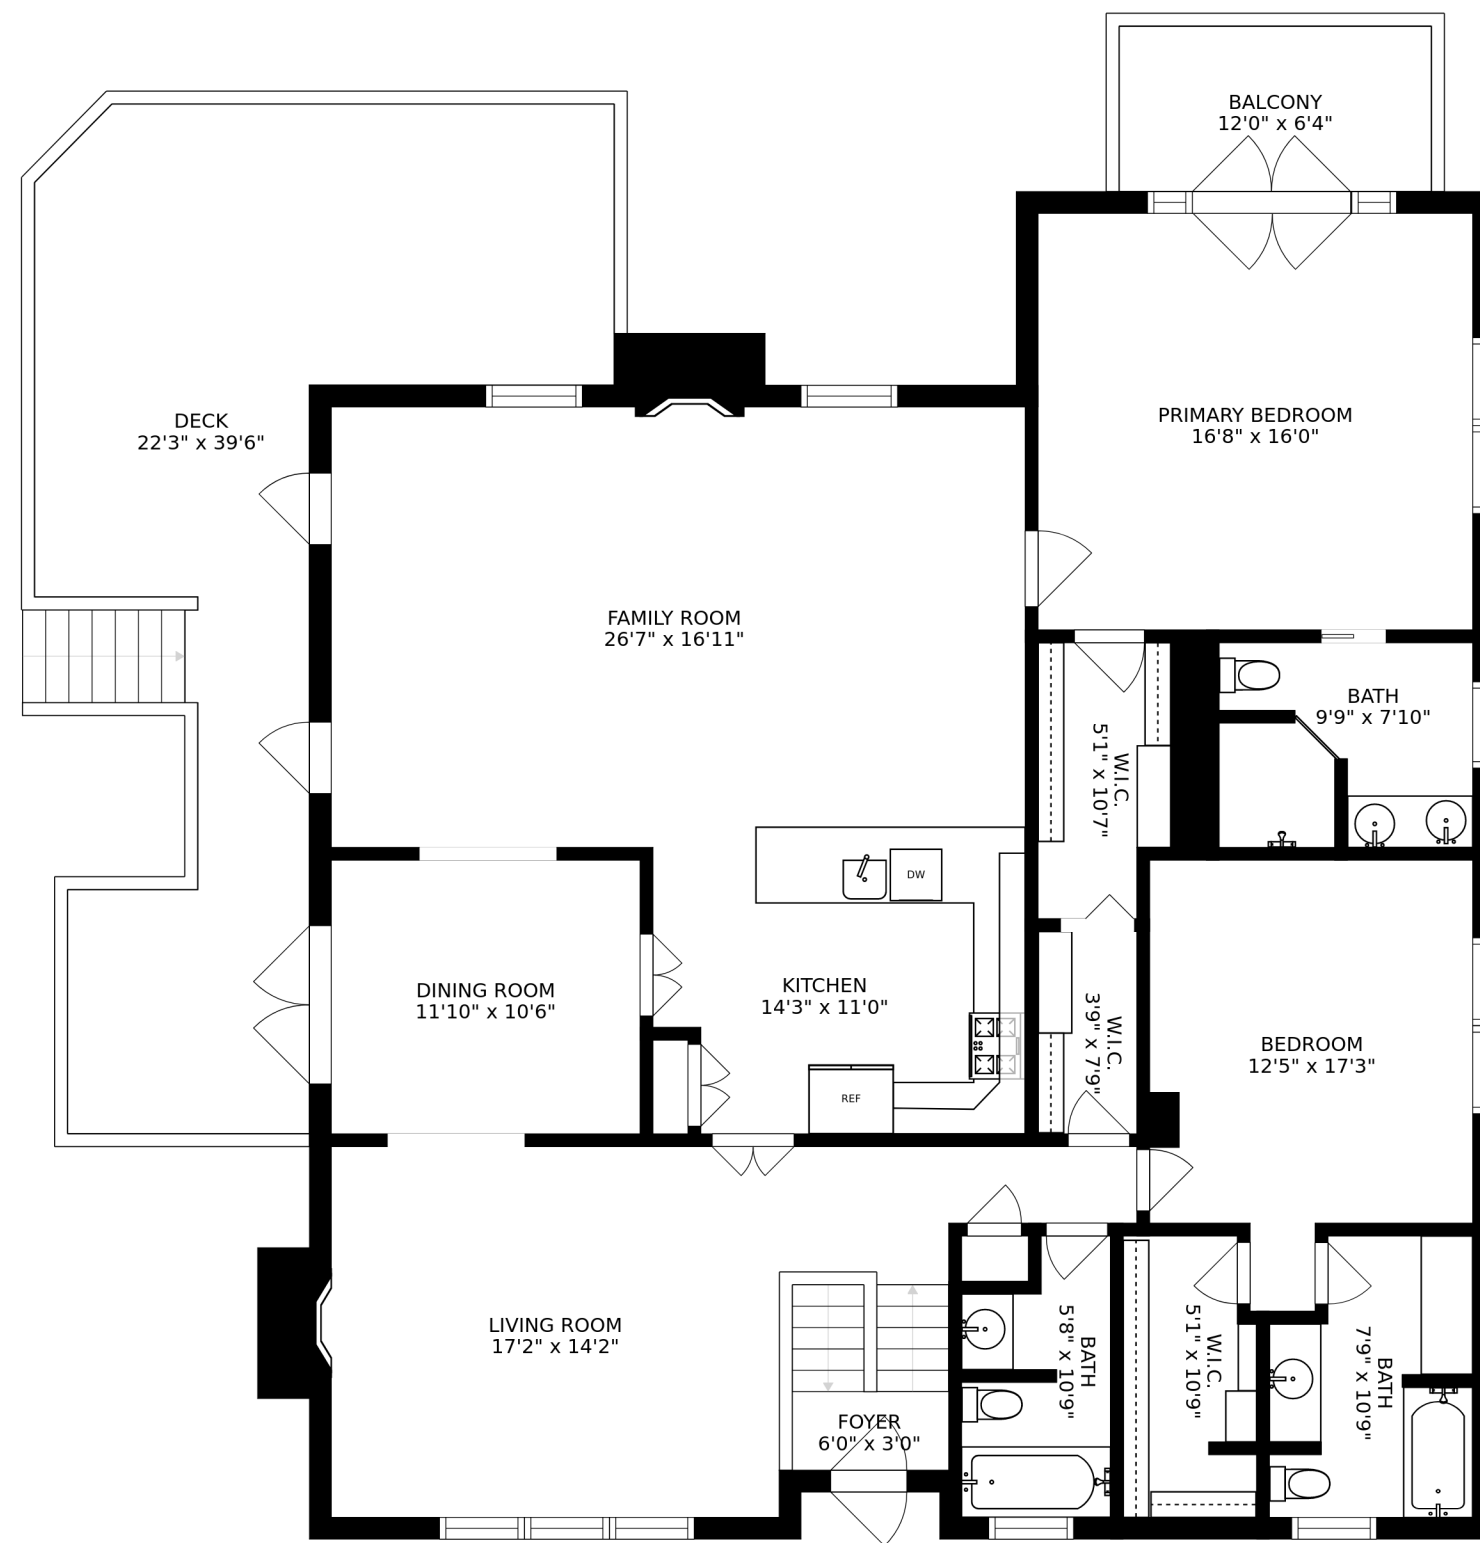 BALCONY
12'0" x 6'4"
PRIMARY BEDROOM
16'8" x 16'0"
DECK
22'3" x 39'6"
FAMILY ROOM
26'7" x 16'11"
BATH
9'9" x 7'10"
W.I.C.
5'1" x 10'7"
DW
KITCHEN
14'3" x 11'0"
DINING ROOM
11'10" x 10'6"
W.I.C.
3'9" x 7'9"
BEDROOM
12'5" x 17'3"
REF
LIVING ROOM
17'2" x 14'2"
BATH
5'8" x 10'9"
W.I.C.
5'1" x 10'9"
BATH
7'9" x 10'9"
FOYER
6'0" x 3'0"